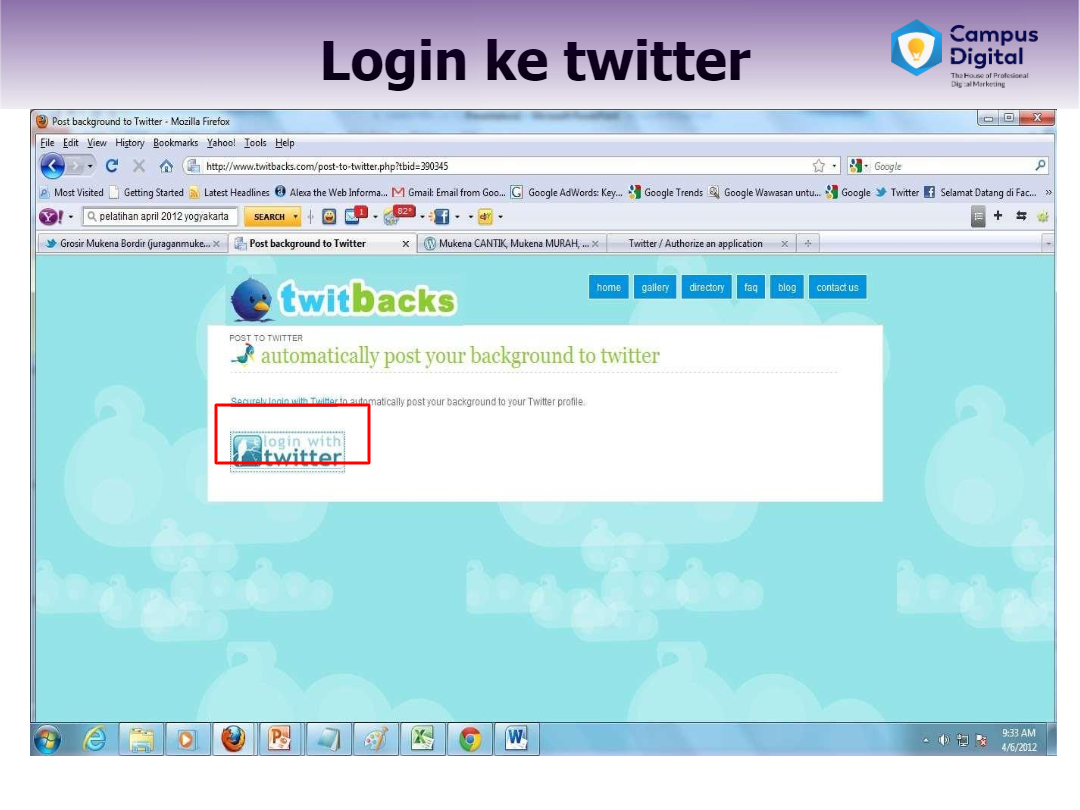 Login ke twitter
Campus
Digital
The House of Profesional
Digital Marketing
Post background to Twitter - Mozilla Firefox
File Edit View History Bookmarks Yahoo! Tools Help
http://www.twitbacks.com/post-to-twitter.php?tbid=390345
Google
Most Visited Getting Started Latest Headlines Alexa the Web Informa... Gmail: Email from Goo... Google AdWords: Key... Google Trends Google Wawasan untu... Google Twitter Selamat Datang di Fac... »
pelatihan april 2012 yogyakarta SEARCH 1 82°
Grosir Mukena Bordir (juraganmuke... Post background to Twitter Mukena CANTIK, Mukena MURAH, ... Twitter / Authorize an application
twitbacks
home gallery directory faq blog contact us
POST TO TWITTER
automatically post your background to twitter
Securely login with Twitter to automatically post your background to your Twitter profile.
login with
twitter
9:33 AM
4/6/2012